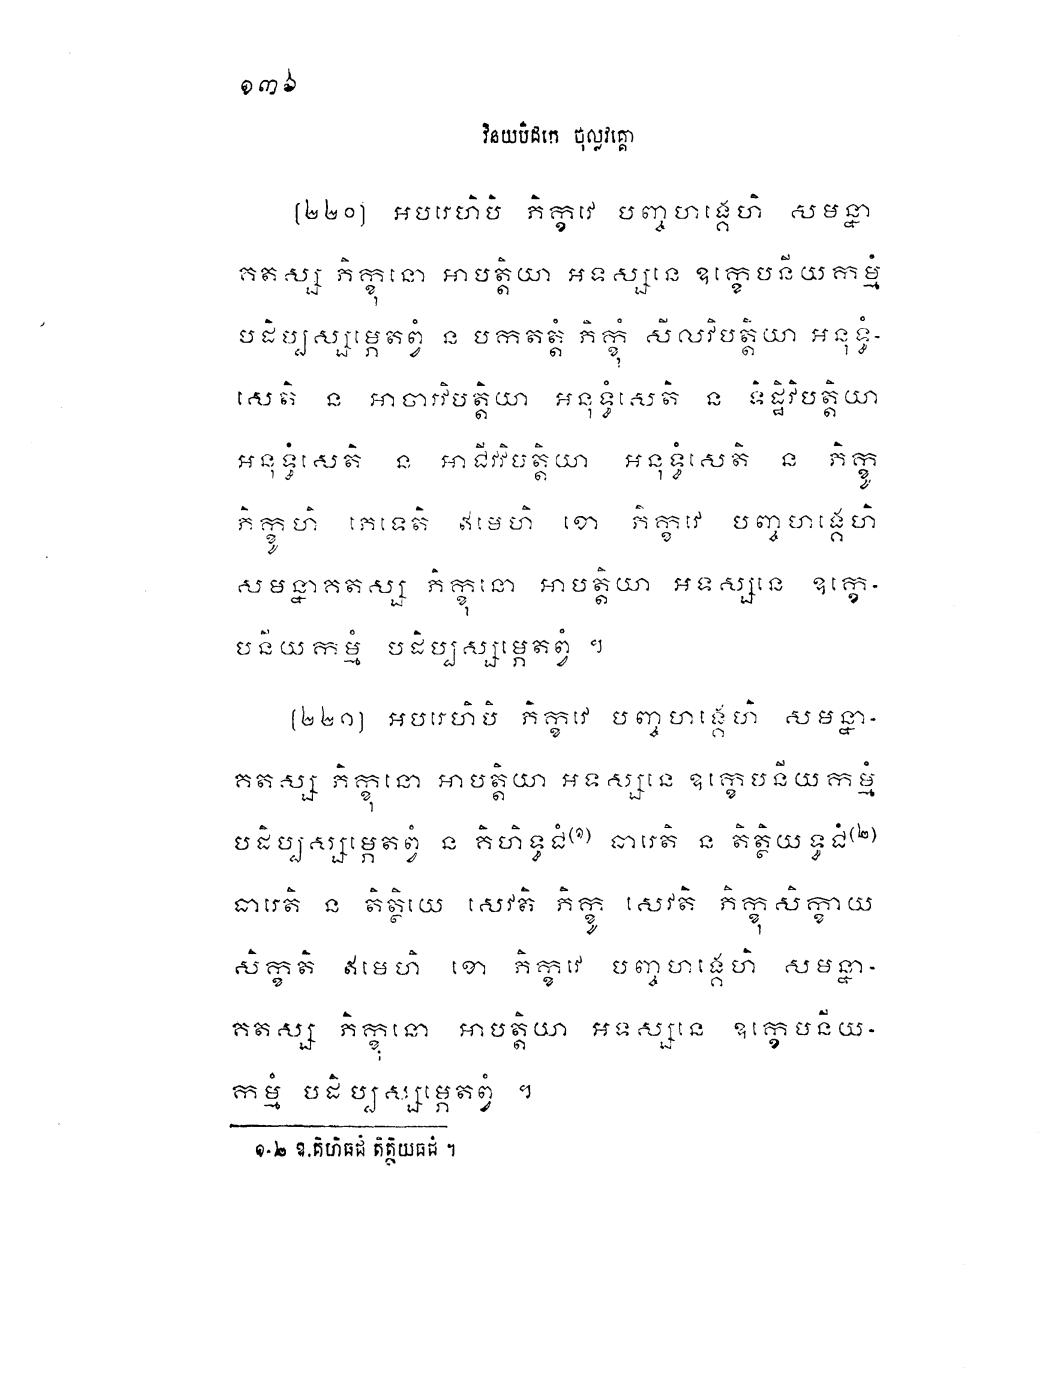 ១៣៦
វិនយបិដកេ ចុល្លវគ្គោ
(២២០) អបរេហិបិ ភិក្ខវេ បញ្ចហង្គេហិ សមន្នា
គតស្ស ភិក្ខុនោ អាបត្តិយា អទស្សនេ ឧក្ខេបនីយកម្មំ
បដិប្បស្សម្ភេតព្វំ ន បកតត្តំ ភិក្ខុំ សីលវិបត្តិយា អនុទ្ធំ-
សេតិ ន អាចារវិបត្តិយា អនុទ្ធំសេតិ ន ទិដ្ឋិវិបត្តិយា
អនុទ្ធំសេតិ ន អាជីវវិបត្តិយា អនុទ្ធំសេតិ ន ភិក្ខូ
ភិក្ខូហិ ភេទេតិ ឥមេហិ ខោ ភិក្ខវេ បញ្ចហង្គេហិ
សមន្នាគតស្ស ភិក្ខុនោ អាបត្តិយា អទស្សនេ ឧក្ខេ-
បនីយកម្មំ បដិប្បស្សម្ភេតព្វំ ។
(២២១) អបរេហិបិ ភិក្ខវេ បញ្ចហង្គេហិ សមន្នា-
គតស្ស ភិក្ខុនោ អាបត្តិយា អទស្សនេ ឧក្ខេបនីយកម្មំ
បដិប្បស្សម្ភេតព្វំ ន គិហិទ្ធជំ(១) ធារេតិ ន តិត្ថិយទ្ធជំ(២)
ធារេតិ ន តិត្ថិយេ សេវតិ ភិក្ខូ សេវតិ ភិក្ខុសិក្ខាយ
សិក្ខតិ ឥមេហិ ខោ ភិក្ខវេ បញ្ចហង្គេហិ សមន្នា-
គតស្ស ភិក្ខុនោ អាបត្តិយា អទស្សនេ ឧក្ខេបនីយ-
កម្មំ បដិប្បស្សម្ភេតព្វំ ។
១-២ ឱ.គិហិធជំ តិត្ថិយធជំ ។